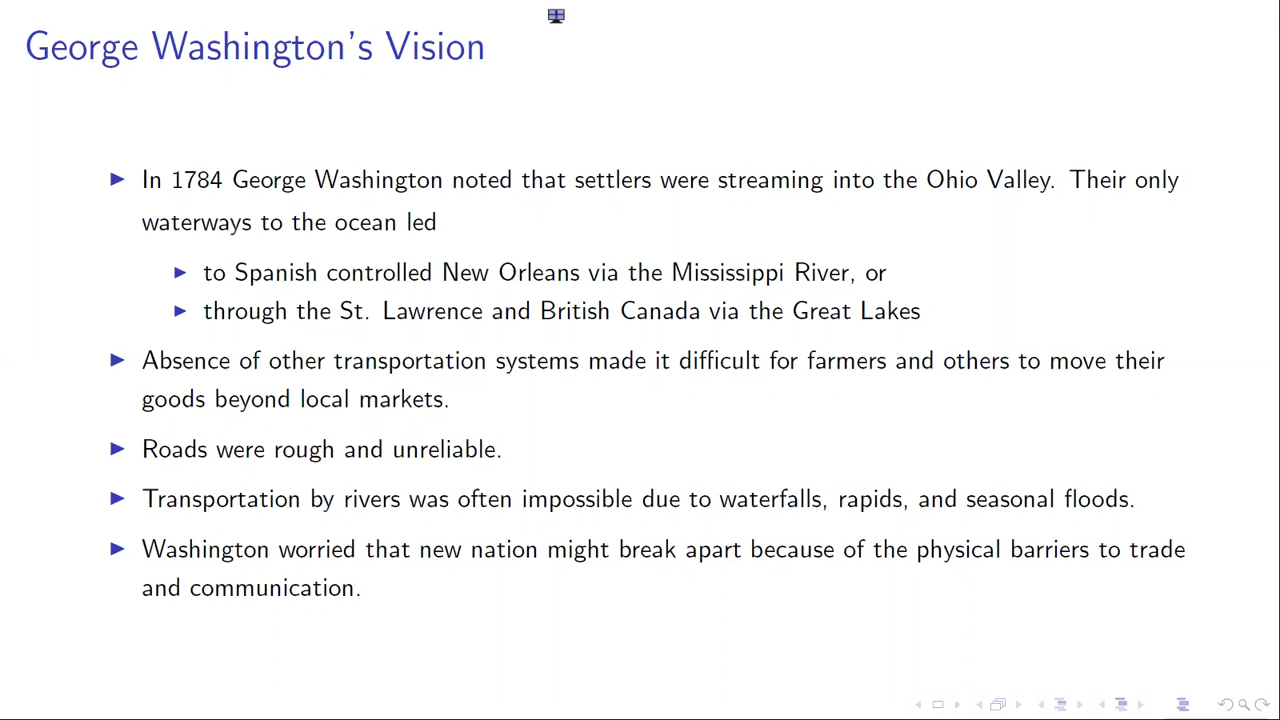 George Washington's Vision
In 1784 George Washington noted that settlers were streaming into the Ohio Valley. Their only
waterways to the ocean led
to Spanish controlled New Orleans via the Mississippi River, or
through the St. Lawrence and British Canada via the Great Lakes
Absence of other transportation systems made it difficult for farmers and others to move their
goods beyond local markets.
Roads were rough and unreliable.
Transportation by rivers was often impossible due to waterfalls, rapids, and seasonal floods.
Washington worried that new nation might break apart because of the physical barriers to trade
and communication.